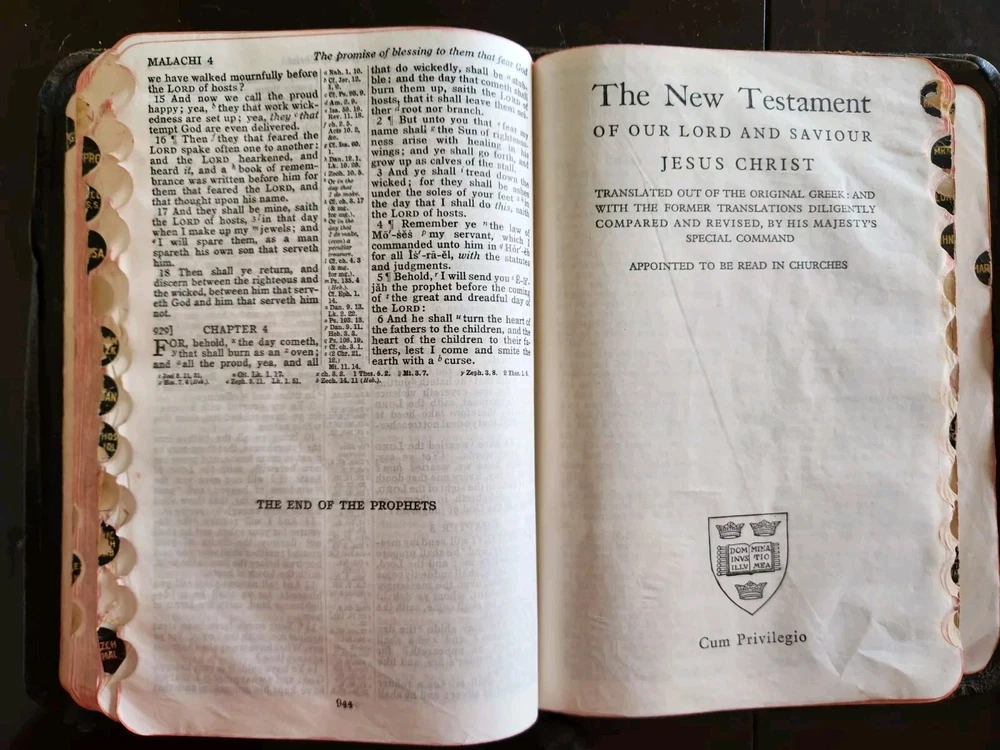 MALACHI 4
The promise of blessing to them that fear God
we have walked mournfully before
the LORD of hosts?
15 And now we call the proud
happy; yea, they that work wick-
edness are set up; yea, they that
tempt God are even delivered.
16 ¶ Then they that feared the
LORD spake often one to another:
and the LORD hearkened, and
heard it, and a book of remem-
brance was written before him for
them that feared the LORD, and
that thought upon his name.
17 And they shall be mine, saith
the LORD of hosts, in that day
when I make up my jewels; and
I will spare them, as a man
spareth his own son that serveth
him.
18 Then shall ye return, and
discern between the righteous and
the wicked, between him that serv-
eth God and him that serveth him
not.
929] CHAPTER 4
FOR, behold, the day cometh,
that shall burn as an oven;
and all the proud, yea, and all
that do wickedly, shall be stub-
ble: and the day that cometh shall
burn them up, saith the LORD of
hosts, that it shall leave them nei-
ther root nor branch.
2 ¶ But unto you that fear my
name shall the Sun of righteous-
ness arise with healing in his
wings; and ye shall go forth, and
grow up as calves of the stall.
3 And ye shall tread down the
wicked; for they shall be ashes
under the soles of your feet in
the day that I shall do this, saith
the LORD of hosts.
4 ¶ Remember ye the law of
Mō'-šĕš my servant, which I
commanded unto him in Hôr'-ĕb
for all Ĭš'-rā-ĕl, with the statutes
and judgments.
5 ¶ Behold, I will send you Ē-lī'-
jăh the prophet before the coming
of the great and dreadful day of
the LORD:
6 And he shall turn the heart of
the fathers to the children, and the
heart of the children to their fa-
thers, lest I come and smite the
earth with a curse.
THE END OF THE PROPHETS
944
The New Testament
OF OUR LORD AND SAVIOUR
JESUS CHRIST
TRANSLATED OUT OF THE ORIGINAL GREEK: AND
WITH THE FORMER TRANSLATIONS DILIGENTLY
COMPARED AND REVISED, BY HIS MAJESTY'S
SPECIAL COMMAND
APPOINTED TO BE READ IN CHURCHES
DOM MINA
INVS TIO
ILLV MEA
Cum Privilegio